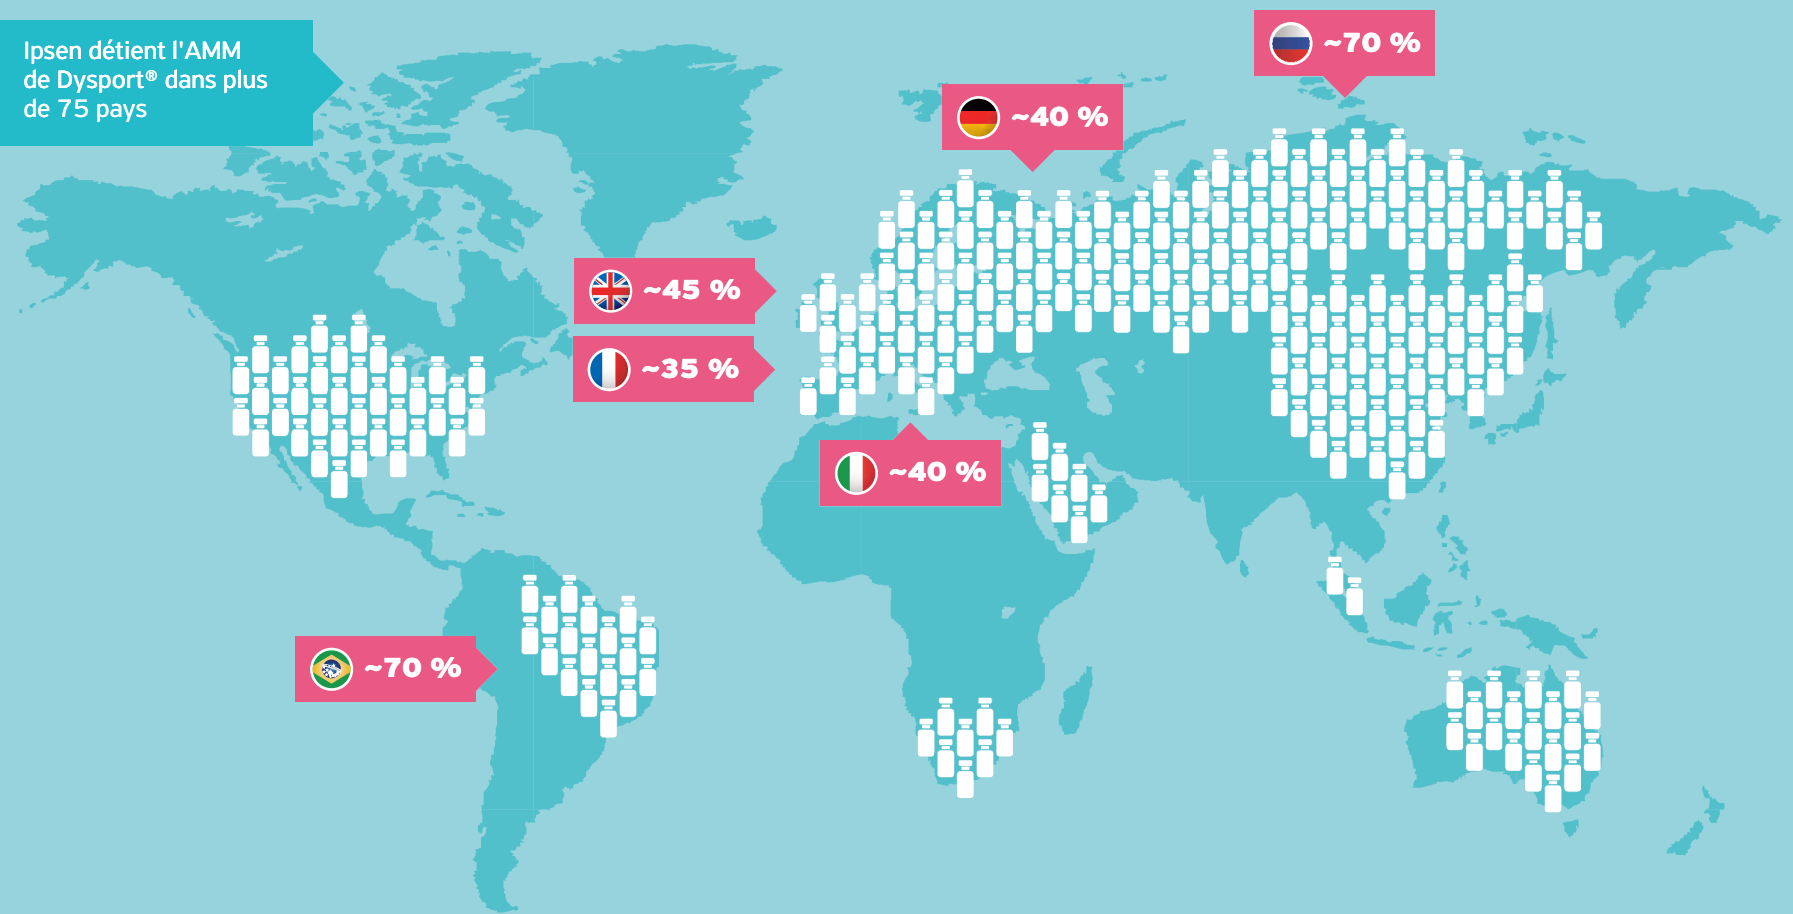 Ipsen détient l'AMM
de Dysport® dans plus
de 75 pays
~70 %
~40 %
~45 %
~35 %
~40 %
~70 %